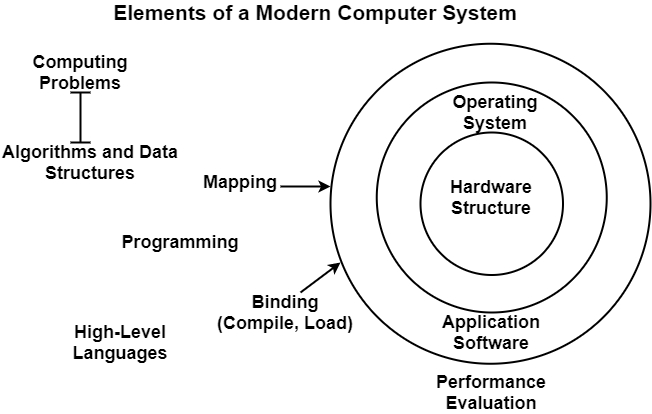 Elements of a Modern Computer System
Computing
Problems
Algorithms and Data
Structures
Mapping
Programming
Binding
(Compile, Load)
High-Level
Languages
Operating
System
Hardware
Structure
Application
Software
Performance
Evaluation